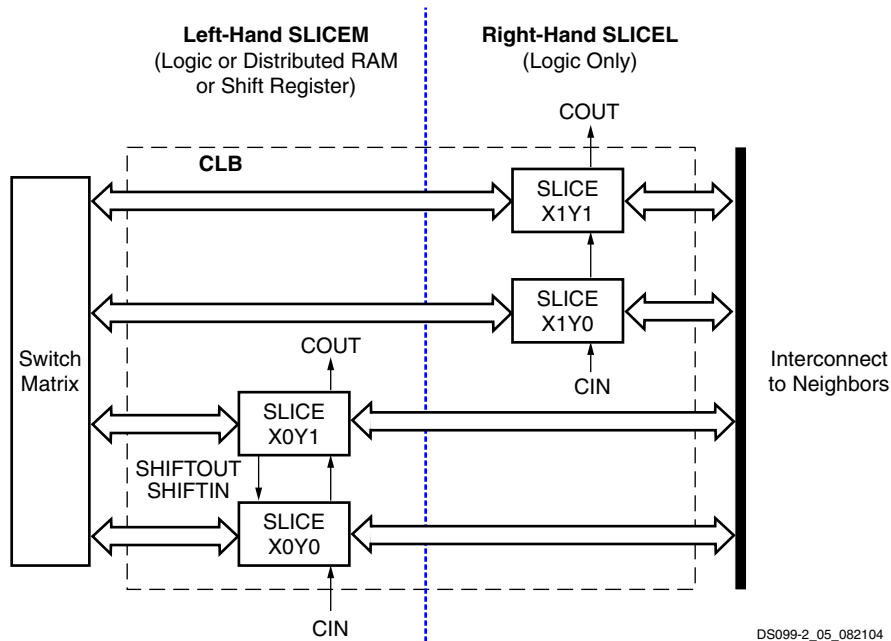 Left-Hand SLICEM
(Logic or Distributed RAM
or Shift Register)
Right-Hand SLICEL
(Logic Only)
COUT
CLB
SLICE
X1Y1
SLICE
X1Y0
Switch
Matrix
COUT
CIN
Interconnect
to Neighbors
SLICE
X0Y1
SHIFTOUT
SHIFTIN
SLICE
X0Y0
CIN
DS099-2_05_082104